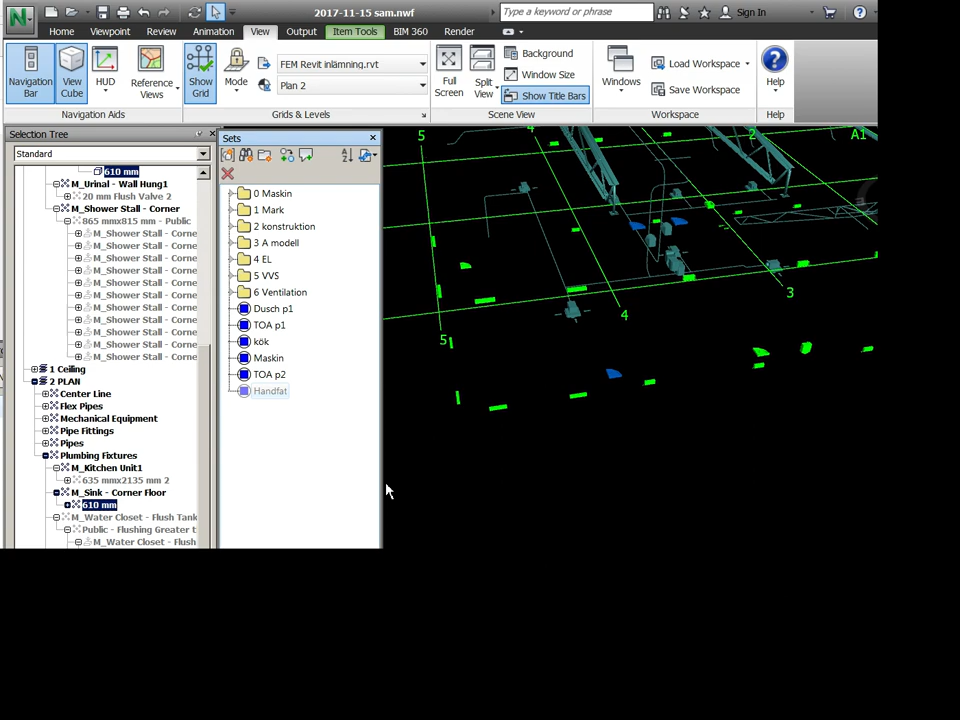 2017-11-15 sam.nwf
Type a keyword or phrase
Sign In
Home Viewpoint Review Animation View Output Item Tools BIM 360 Render
Navigation Bar
View Cube
HUD
Reference Views
Navigation Aids
Show Grid
Mode
FEM Revit inlämning.rvt
Plan 2
Grids & Levels
Full Screen
Split View
Background
Window Size
Show Title Bars
Scene View
Windows
Load Workspace
Save Workspace
Workspace
Help
Help
Selection Tree
Standard
610 mm
M_Urinal - Wall Hung1
20 mm Flush Valve 2
M_Shower Stall - Corner
865 mmx815 mm - Public
M_Shower Stall - Corne
M_Shower Stall - Corne
M_Shower Stall - Corne
M_Shower Stall - Corne
M_Shower Stall - Corne
M_Shower Stall - Corne
M_Shower Stall - Corne
M_Shower Stall - Corne
M_Shower Stall - Corne
M_Shower Stall - Corne
M_Shower Stall - Corne
1 Ceiling
2 PLAN
Center Line
Flex Pipes
Mechanical Equipment
Pipe Fittings
Pipes
Plumbing Fixtures
M_Kitchen Unit1
635 mmx2135 mm 2
M_Sink - Corner Floor
610 mm
M_Water Closet - Flush Tank
Public - Flushing Greater t
M_Water Closet - Flush
Sets
0 Maskin
1 Mark
2 konstruktion
3 A modell
4 EL
5 VVS
6 Ventilation
Dusch p1
TOA p1
kök
Maskin
TOA p2
Handfat
5
4
2
A1
3
4
5